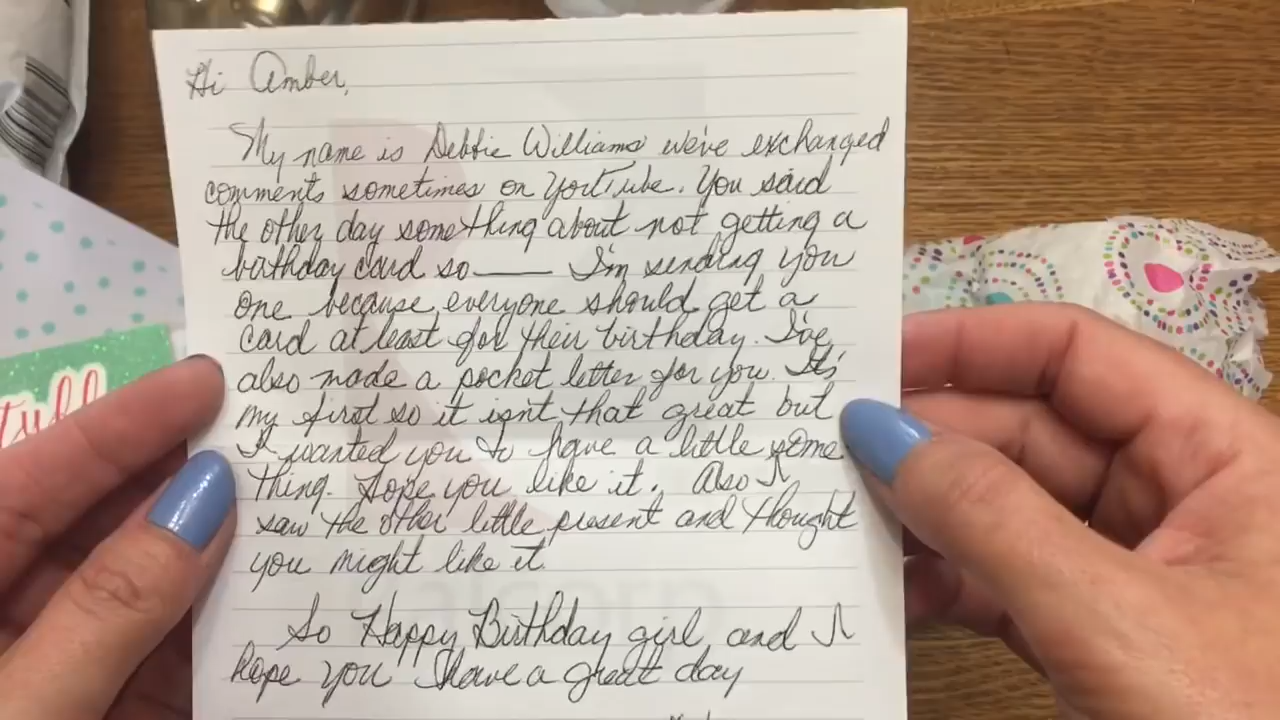 Hi Amber,
My name is Debbie Williams we've exchanged
comments sometimes on YouTube. You said
the other day something about not getting a
birthday card so—— I'm sending you
one because everyone should get a
card at least for their birthday. I've
also made a pocket letter for you. It's
my first so it isn't that great but
I wanted you to have a little some
thing. Hope you like it. Also I
saw the other little present and thought
you might like it.
So Happy Birthday girl and I
hope you have a great day